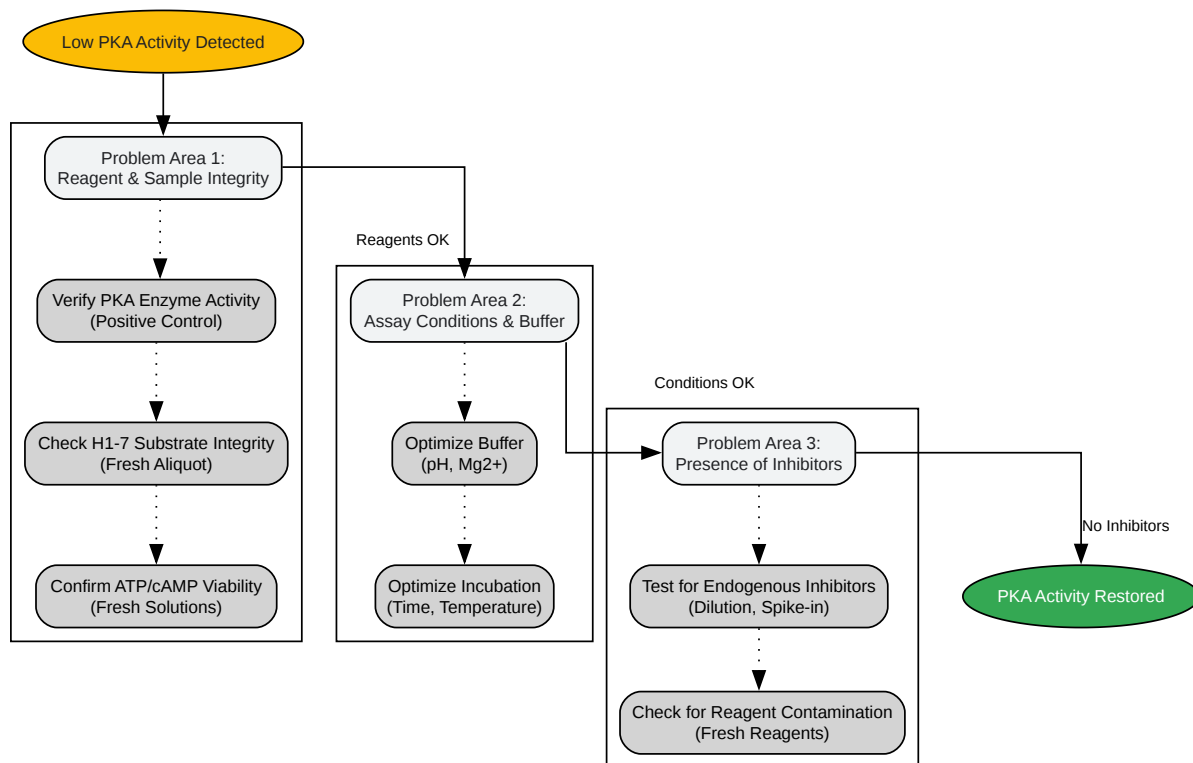 Low PKA Activity Detected
Problem Area 1:
Reagent & Sample Integrity
Verify PKA Enzyme Activity
(Positive Control)
Check H1-7 Substrate Integrity
(Fresh Aliquot)
Confirm ATP/cAMP Viability
(Fresh Solutions)
Reagents OK
Problem Area 2:
Assay Conditions & Buffer
Optimize Buffer
(pH, Mg2+)
Optimize Incubation
(Time, Temperature)
Conditions OK
Problem Area 3:
Presence of Inhibitors
Test for Endogenous Inhibitors
(Dilution, Spike-in)
Check for Reagent Contamination
(Fresh Reagents)
No Inhibitors
PKA Activity Restored